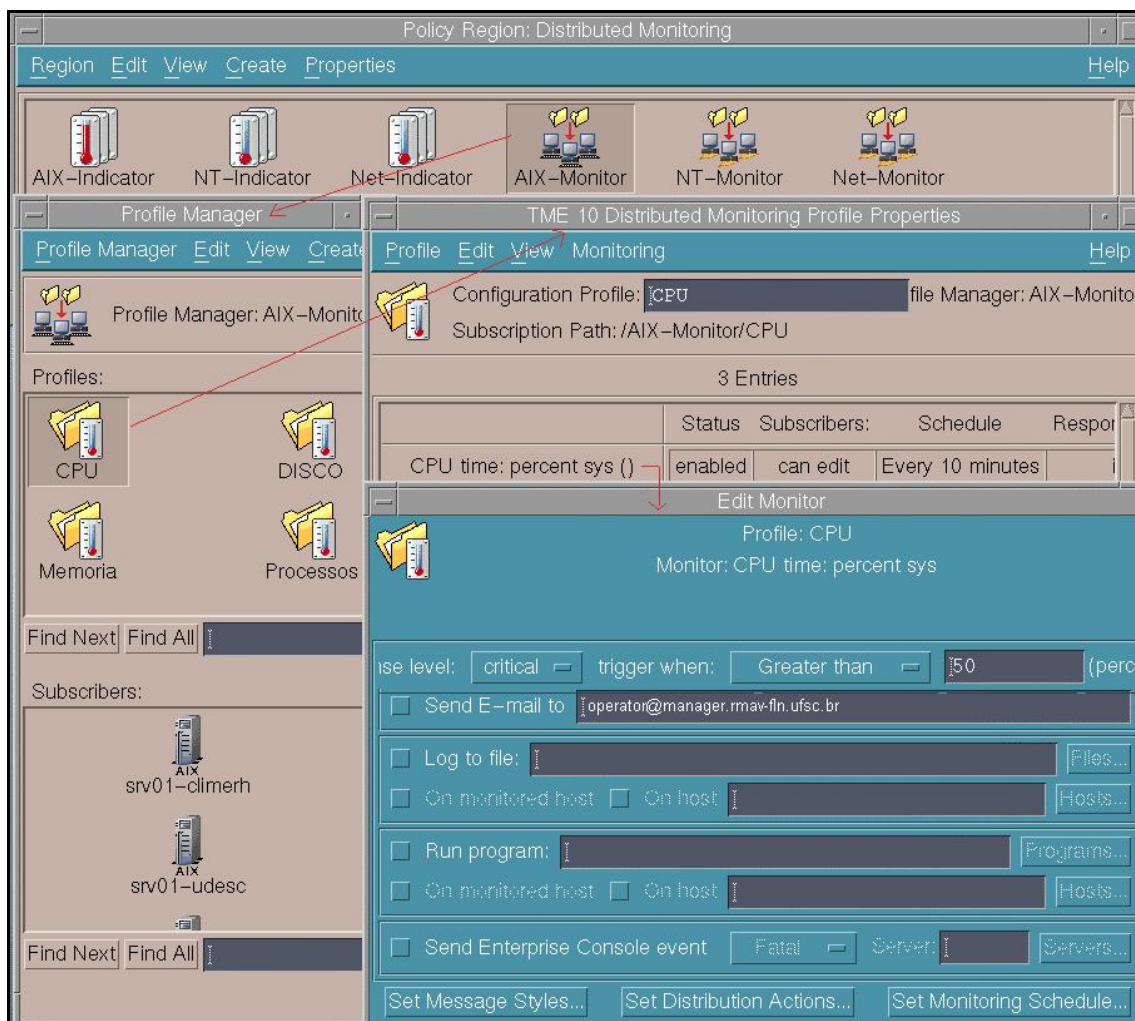 Policy Region: Distributed Monitoring
Region Edit View Create Properties Help
AIX-Indicator NT-Indicator Net-Indicator AIX-Monitor NT-Monitor Net-Monitor
Profile Manager
Profile Manager Edit View Create
Profile Manager: AIX-Monito
Profiles:
CPU DISCO
Memoria Processos
Find Next Find All
Subscribers:
AIX
srv01-climerh
AIX
srv01-udesc
Find Next Find All
TME 10 Distributed Monitoring Profile Properties
Profile Edit View Monitoring Help
Configuration Profile: CPU file Manager: AIX-Monito
Subscription Path: /AIX-Monitor/CPU
3 Entries
Status Subscribers: Schedule Respor
CPU time: percent sys () enabled can edit Every 10 minutes
Edit Monitor
Profile: CPU
Monitor: CPU time: percent sys
nse level: critical trigger when: Greater than 50 (perc
Send E-mail to operator@manager.rmav-fln.ufsc.br
Log to file: Files...
On monitored host On host Hosts...
Run program: Programs...
On monitored host On host Hosts...
Send Enterprise Console event Fatal Server: Servers...
Set Message Styles... Set Distribution Actions... Set Monitoring Schedule...